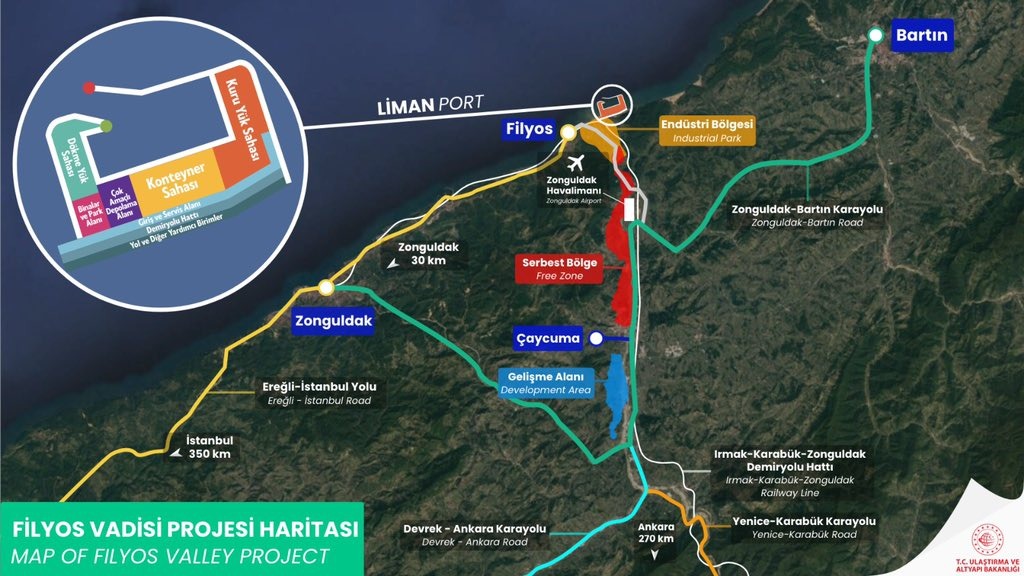 LİMAN PORT
Kuru Yük
Sahası
Dökme Yük
Sahası
Konteyner
Sahası
Çok
Amaçlı
Depolama
Alanı
Binalar
ve Park
Alanı
Giriş ve Servis Alanı
Demiryolu Hattı
Yol ve Diğer Yardımcı Birimler
Bartın
Filyos
Endüstri Bölgesi
Industrial Park
Zonguldak
Havalimanı
Zonguldak Airport
Zonguldak-Bartın Karayolu
Zonguldak-Bartın Road
Zonguldak
30 km
Serbest Bölge
Free Zone
Zonguldak
Çaycuma
Gelişme Alanı
Development Area
Ereğli-İstanbul Yolu
Ereğli - İstanbul Road
İstanbul
350 km
Irmak-Karabük-Zonguldak
Demiryolu Hattı
Irmak-Karabük-Zonguldak
Railway Line
Devrek - Ankara Karayolu
Devrek - Ankara Road
Ankara
270 km
Yenice-Karabük Karayolu
Yenice-Karabük Road
FİLYOS VADİSİ PROJESİ HARİTASI
MAP OF FILYOS VALLEY PROJECT
T.C. ULAŞTIRMA VE
ALTYAPI BAKANLIĞI